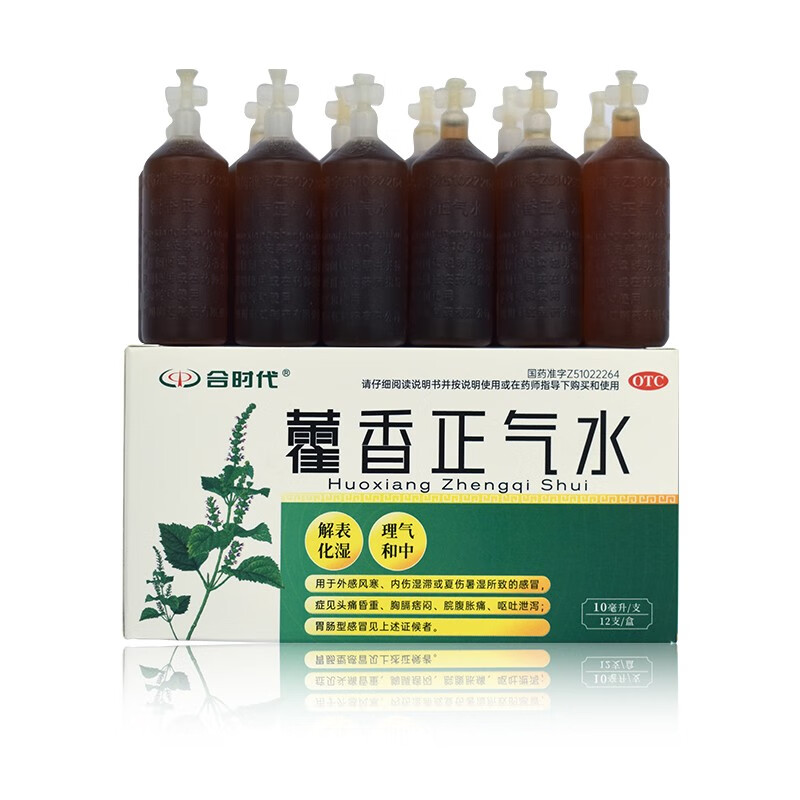 正气水
合时代®
国药准字Z51022264
请仔细阅读说明书并按说明使用或在药师指导下购买和使用
OTC
藿香正气水
Huoxiang Zhengqi Shui
解表
化湿
理气
和中
用于外感风寒、内伤湿滞或夏伤暑湿所致的感冒，
症见头痛昏重、胸膈痞闷、脘腹胀痛、呕吐泄泻；
胃肠型感冒见上述证候者。
10毫升/支
12支/盒